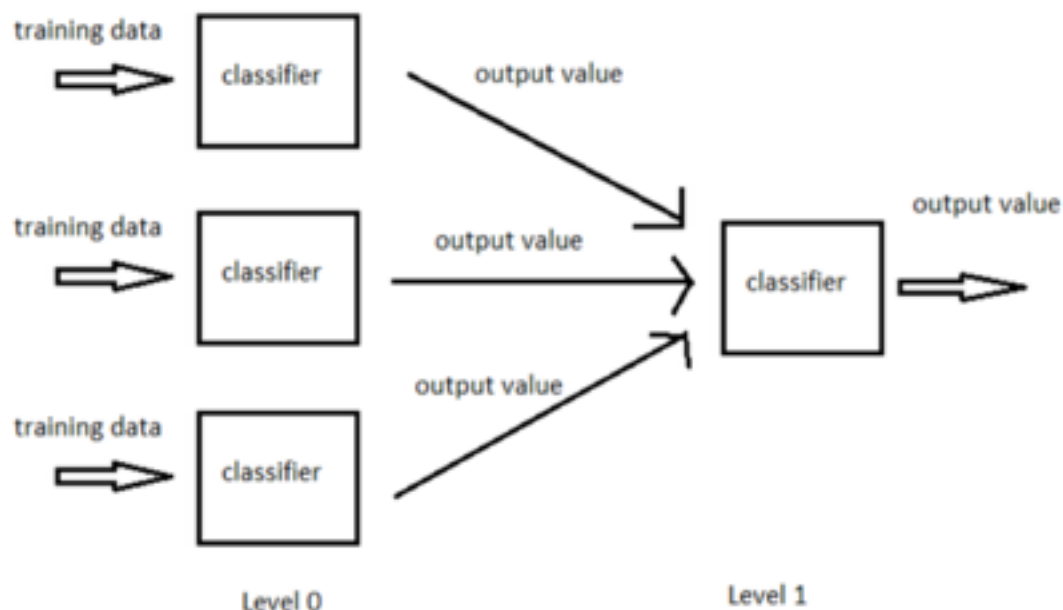 training data
classifier
output value
training data
classifier
output value
output value
classifier
output value
training data
classifier
Level 0
Level 1